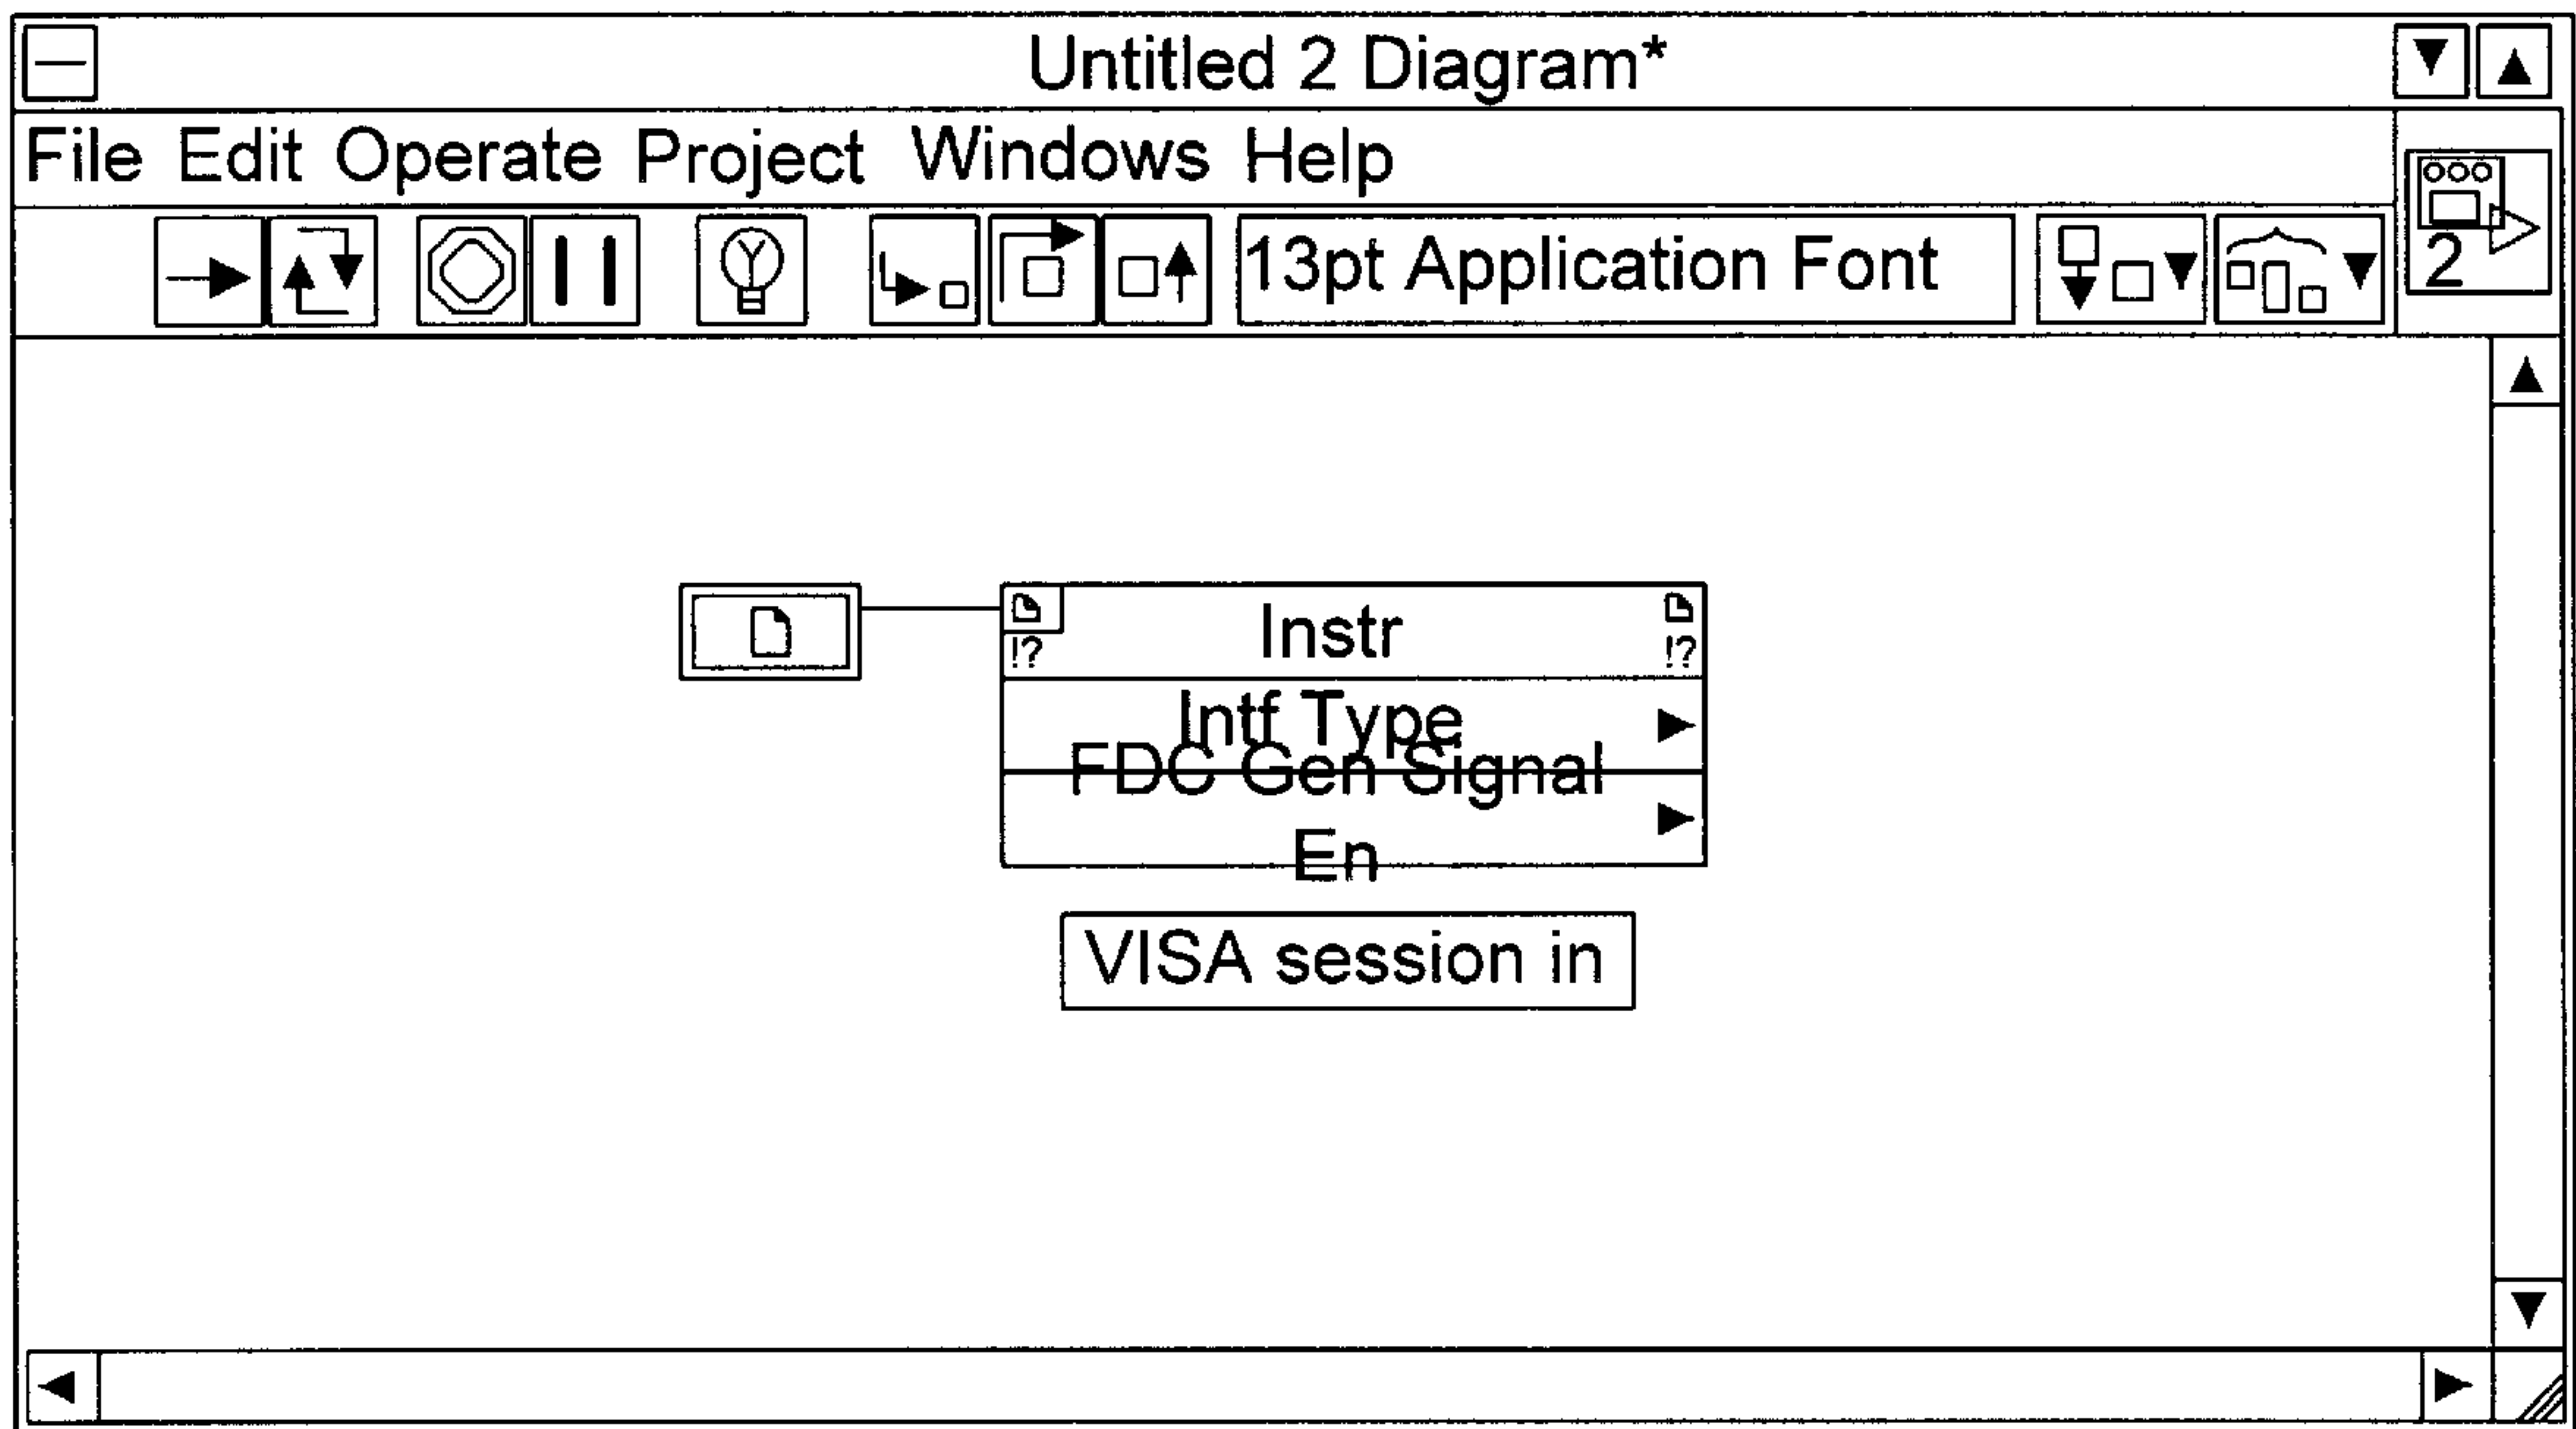 Untitled 2 Diagram*
File Edit Operate Project Windows Help
13pt Application Font
2
Instr
!?
!?
Intf Type
FDC Gen Signal
En
VISA session in